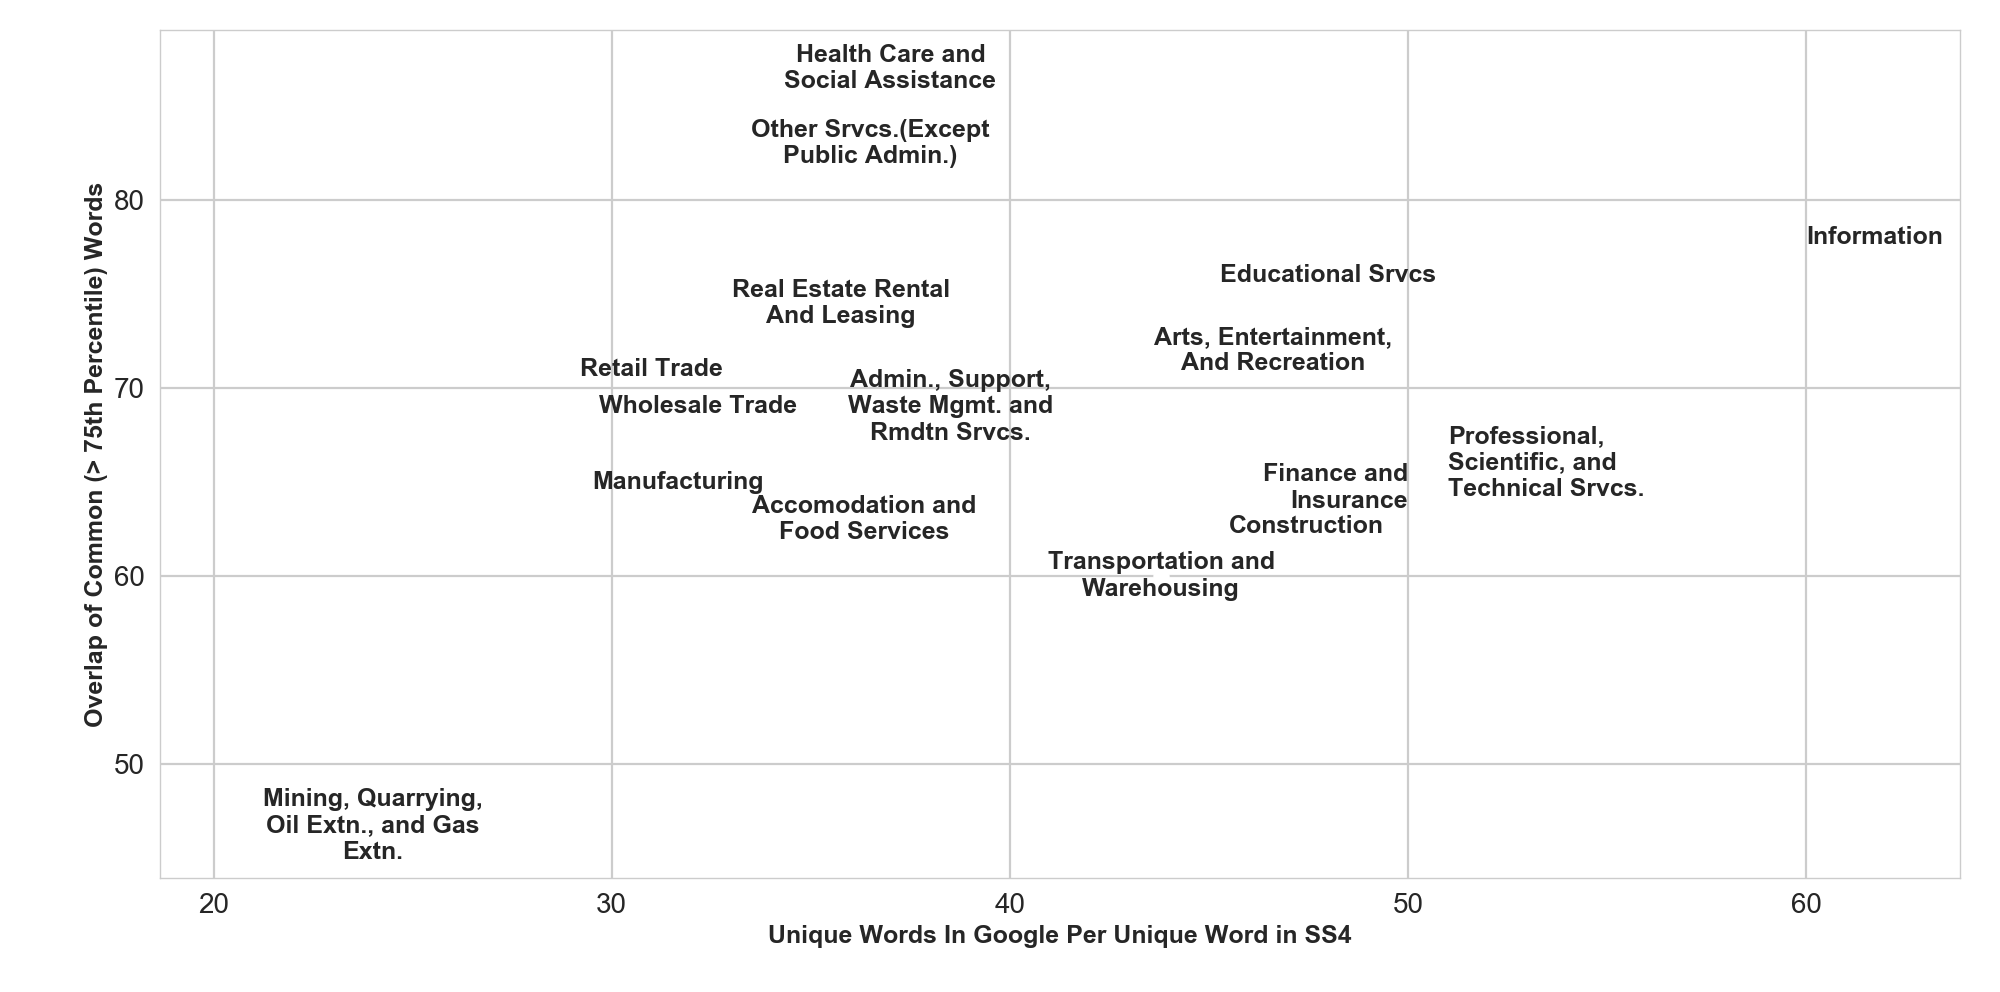 Health Care and
Social Assistance
Other Srvcs.(Except
Public Admin.)
80
Information
Educational Srvcs
Real Estate Rental
And Leasing
Arts, Entertainment,
And Recreation
Retail Trade
70
Admin., Support,
Waste Mgmt. and
Rmdtn Srvcs.
Wholesale Trade
Professional,
Scientific, and
Technical Srvcs.
Manufacturing
Finance and
Insurance
Accomodation and
Food Services
Construction
Transportation and
Warehousing
60
50
Mining, Quarrying,
Oil Extn., and Gas
Extn.
20 30 40 50 60
Unique Words In Google Per Unique Word in SS4
Overlap of Common (> 75th Percentile) Words